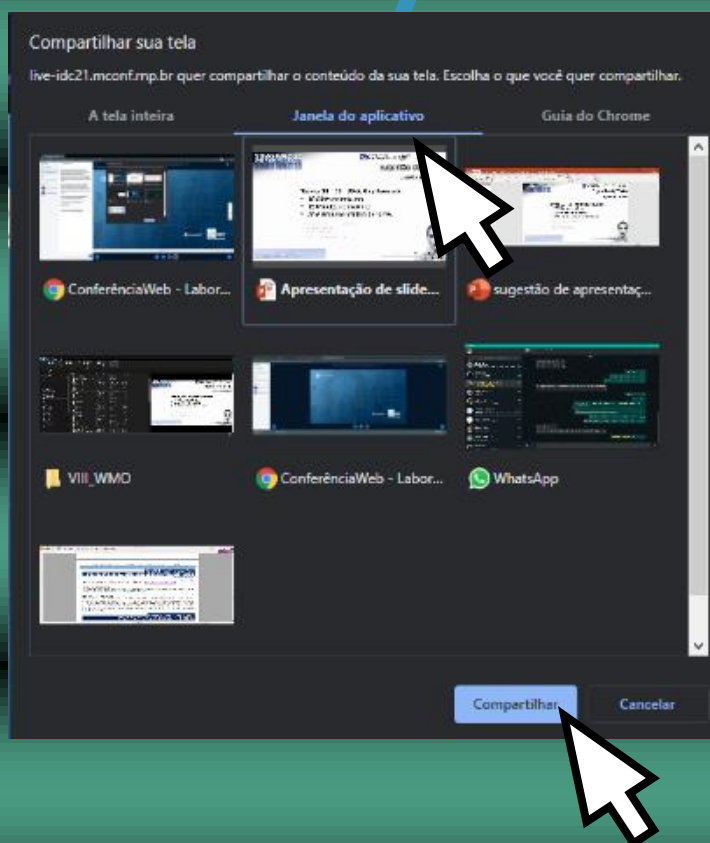 Compartilhar sua tela
live-idc21.mconf.rnp.br quer compartilhar o conteúdo da sua tela. Escolha o que você quer compartilhar.
A tela inteira
Janela do aplicativo
Guia do Chrome
ConferênciaWeb - Labor...
Apresentação de slide...
sugestão de apresentaç...
VIII_WMO
ConferênciaWeb - Labor...
WhatsApp
Compartilhar
Cancelar